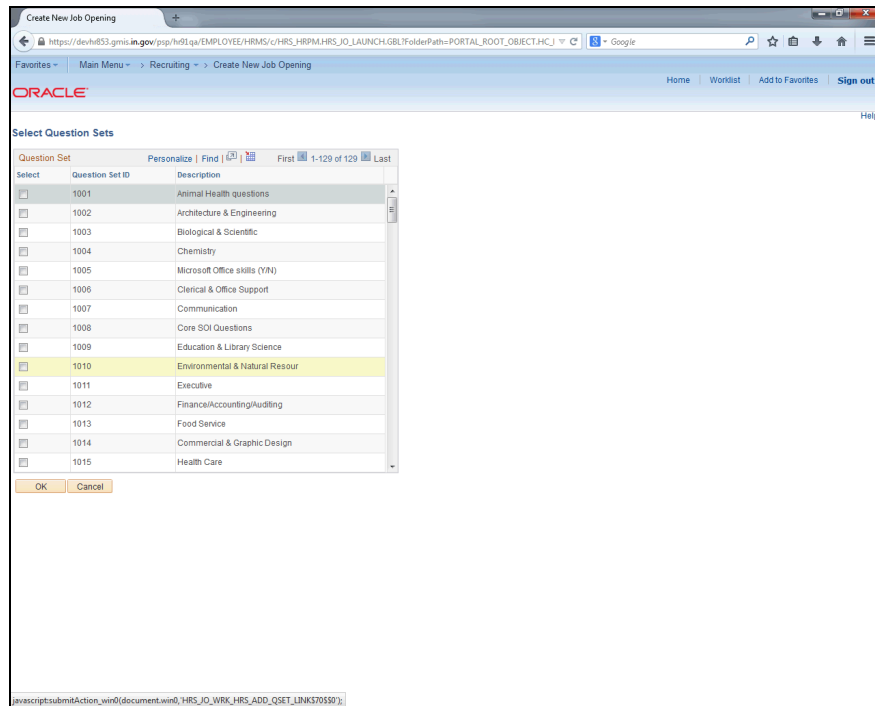 Create New Job Opening
https://devhr853.gmis.in.gov/psp/hr91qa/EMPLOYEE/HRMS/c/HRS_HRPM.HRS_JO_LAUNCH.GBL?FolderPath=PORTAL_ROOT_OBJECT.HC_I Google
Favorites Main Menu > Recruiting > Create New Job Opening
Home Worklist Add to Favorites Sign out
ORACLE
Help
Select Question Sets
Question Set Personalize | Find | | First 1-129 of 129 Last
Select Question Set ID Description
1001 Animal Health questions
1002 Architecture & Engineering
1003 Biological & Scientific
1004 Chemistry
1005 Microsoft Office skills (Y/N)
1006 Clerical & Office Support
1007 Communication
1008 Core SOI Questions
1009 Education & Library Science
1010 Environmental & Natural Resour
1011 Executive
1012 Finance/Accounting/Auditing
1013 Food Service
1014 Commercial & Graphic Design
1015 Health Care
OK Cancel
javascript:submitAction_win0(document.win0,'HRS_JO_WRK_HRS_ADD_QSET_LINK$70$$0');